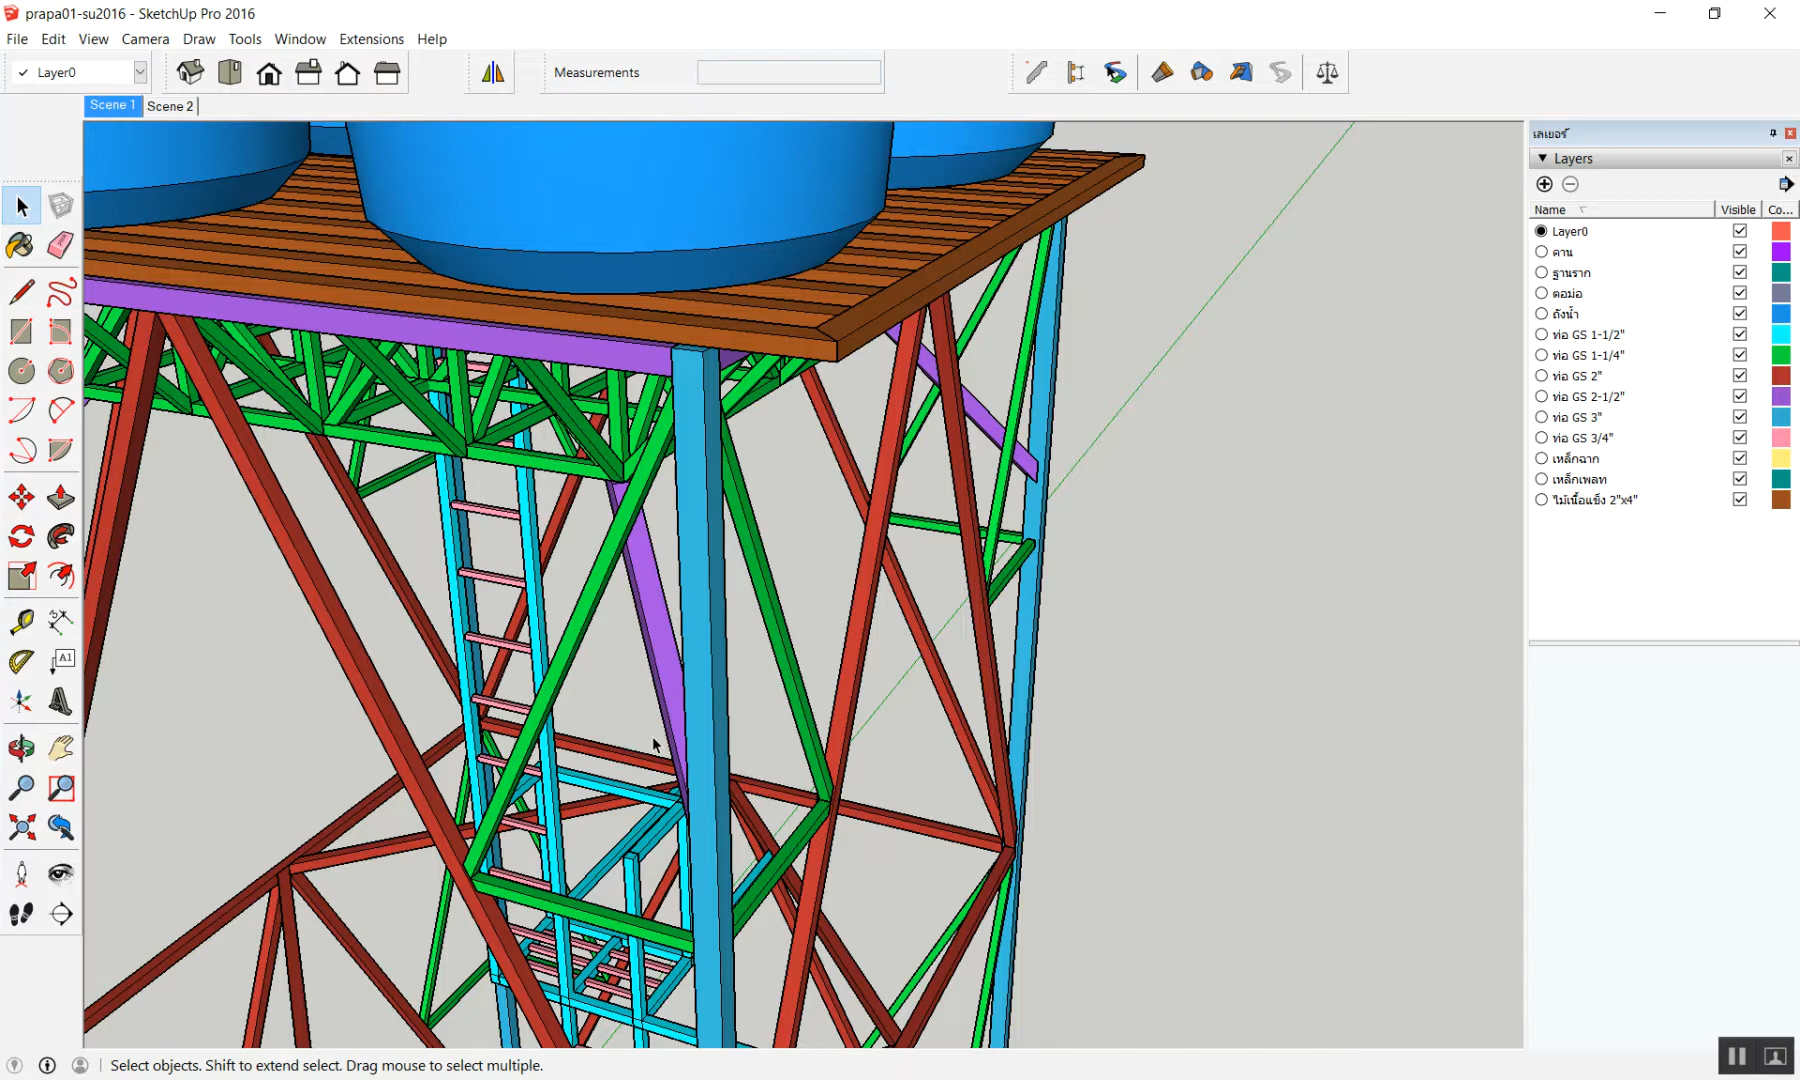 prapa01-su2016 - SketchUp Pro 2016
File Edit View Camera Draw Tools Window Extensions Help
Layer0
Measurements
Scene 1 Scene 2
เลเยอร์
Layers
Name Visible Co...
Layer0
คาน
ฐานราก
ตอม่อ
ถังน้ำ
ท่อ GS 1-1/2"
ท่อ GS 1-1/4"
ท่อ GS 2"
ท่อ GS 2-1/2"
ท่อ GS 3"
ท่อ GS 3/4"
เหล็กฉาก
เหล็กเพลท
ไม้เนื้อแข็ง 2"x4"
A1
Select objects. Shift to extend select. Drag mouse to select multiple.